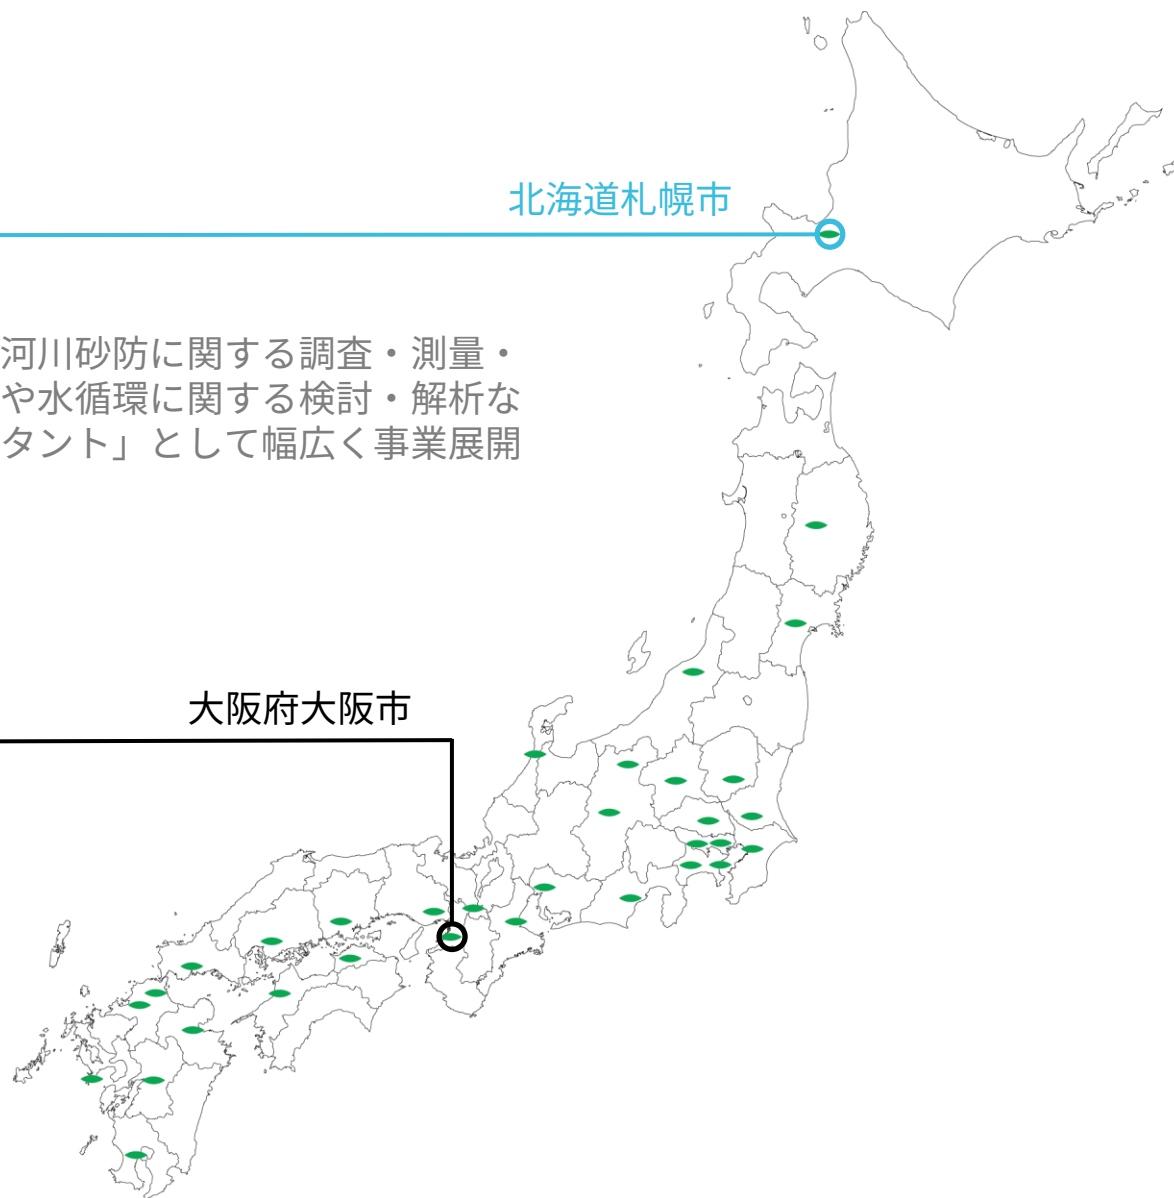 北海道札幌市
河川砂防に関する調査・測量・
や水循環に関する検討・解析な
タント」として幅広く事業展開
大阪府大阪市